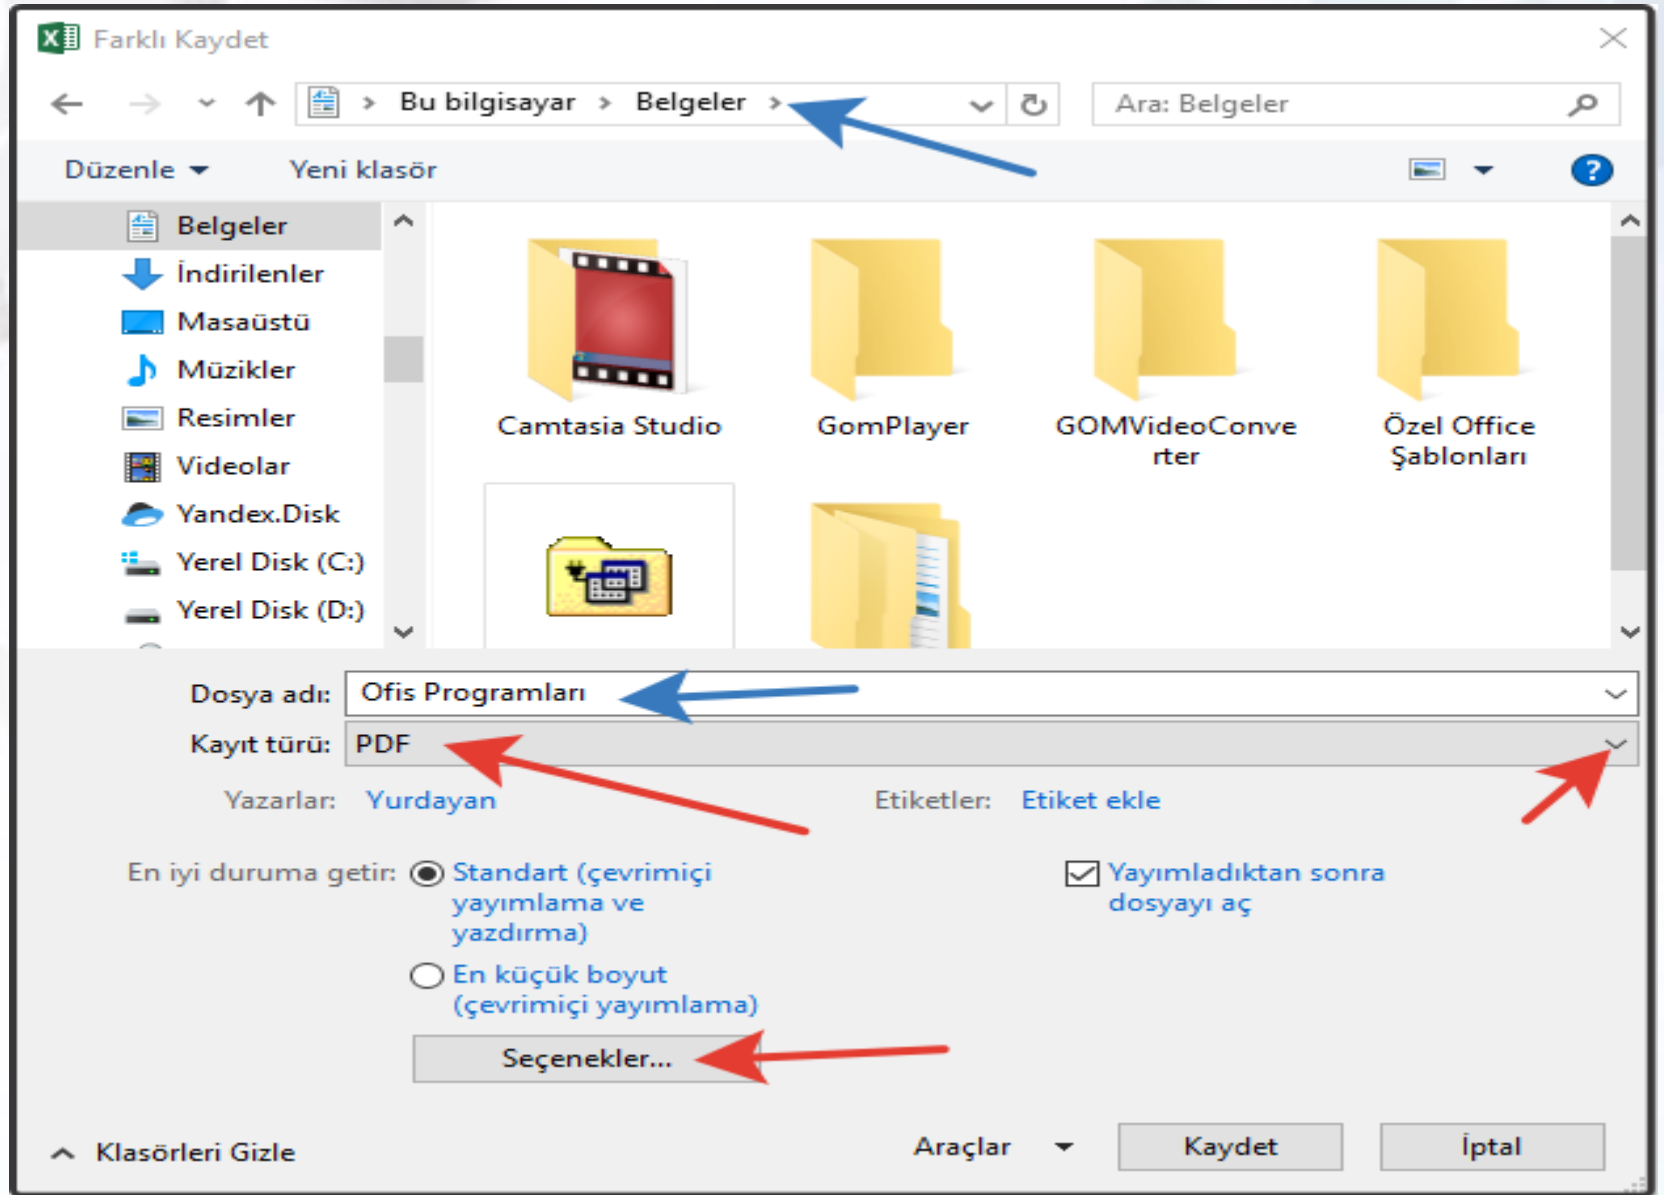 Farklı Kaydet
Bu bilgisayar > Belgeler >
Ara: Belgeler
Düzenle
Yeni klasör
?
Belgeler
İndirilenler
Masaüstü
Müzikler
Resimler
Videolar
Yandex.Disk
Yerel Disk (C:)
Yerel Disk (D:)
Camtasia Studio
GomPlayer
GOMVideoConve
rter
Özel Office
Şablonları
Dosya adı: Ofis Programları
Kayıt türü: PDF
Yazarlar: Yurdayan
Etiketler: Etiket ekle
En iyi duruma getir:
Standart (çevrimiçi
yayımlama ve
yazdırma)
En küçük boyut
(çevrimiçi yayımlama)
Yayımladıktan sonra
dosyayı aç
Seçenekler...
Klasörleri Gizle
Araçlar
Kaydet
İptal